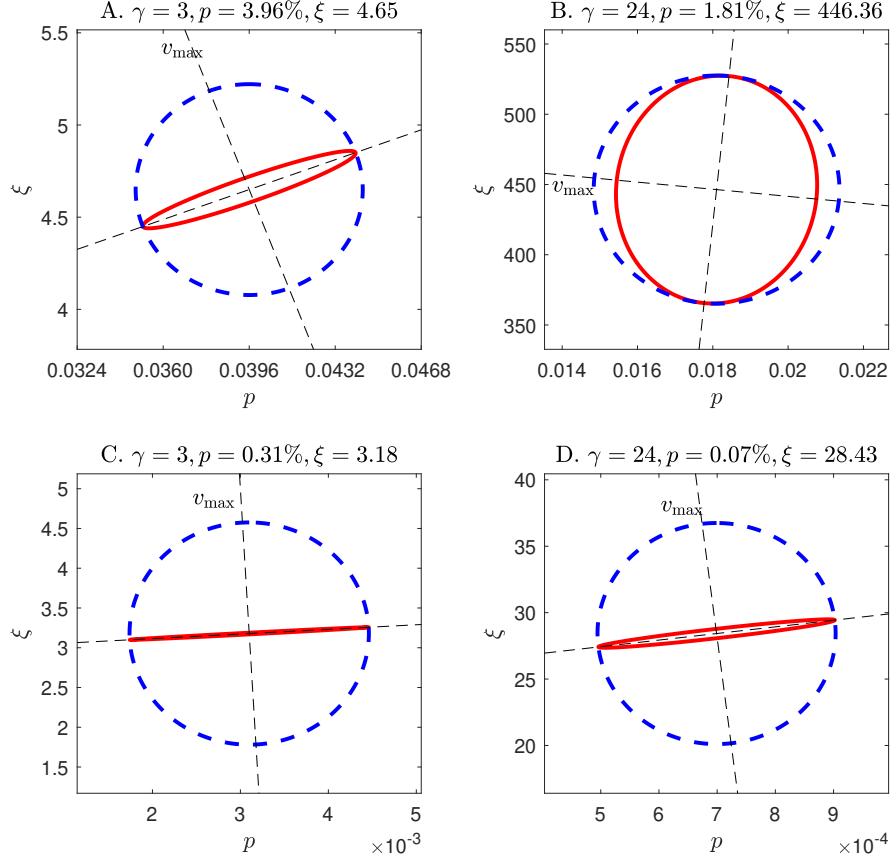 A. γ = 3, p = 3.96%, ξ = 4.65
v_max
5.5
5
4.5
4
ξ
0.0324 0.0360 0.0396 0.0432 0.0468
p
B. γ = 24, p = 1.81%, ξ = 446.36
550
500
450
400
350
v_max
ξ
0.014 0.016 0.018 0.02 0.022
p
C. γ = 3, p = 0.31%, ξ = 3.18
5
4.5
4
3.5
3
2.5
2
1.5
v_max
ξ
2 3 4 5
p
×10⁻³
D. γ = 24, p = 0.07%, ξ = 28.43
40
35
30
25
20
v_max
ξ
5 6 7 8 9
p
×10⁻⁴